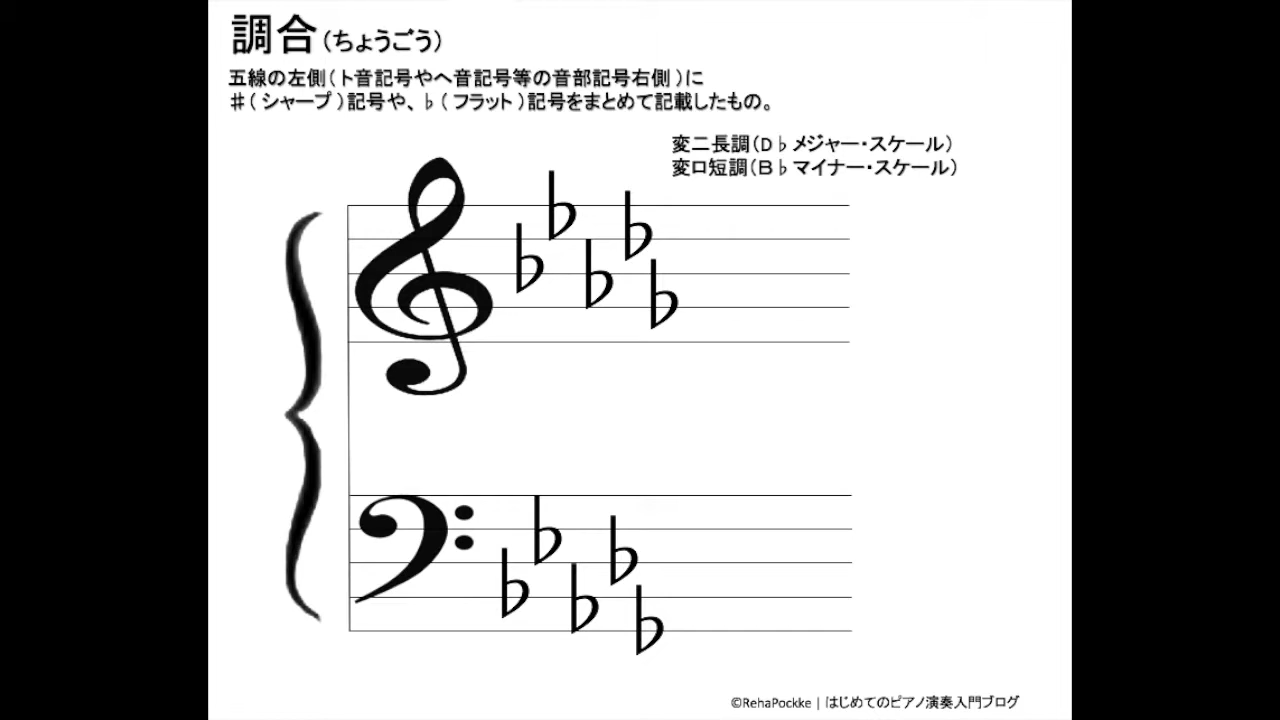 調合(ちょうごう)
五線の左側(ト音記号やヘ音記号等の音部記号右側)に
♯(シャープ)記号や、♭(フラット)記号をまとめて記載したもの。
変二長調(D♭メジャー・スケール)
変ロ短調(B♭マイナー・スケール)
©RehaPockke | はじめてのピアノ演奏入門ブログ